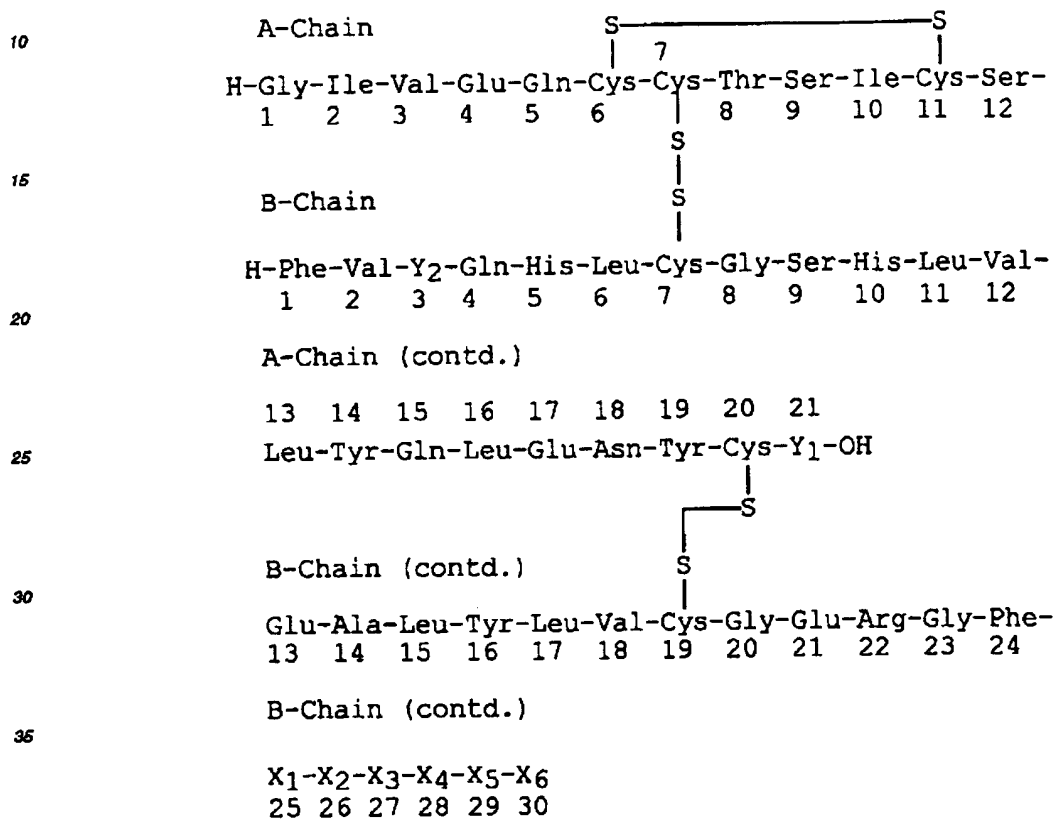 10 A-Chain S S
7
H-Gly-Ile-Val-Glu-Gln-Cys-Cys-Thr-Ser-Ile-Cys-Ser-
1 2 3 4 5 6 8 9 10 11 12
S
15
S
B-Chain
H-Phe-Val-Y2-Gln-His-Leu-Cys-Gly-Ser-His-Leu-Val-
1 2 3 4 5 6 7 8 9 10 11 12
20
A-Chain (contd.)
13 14 15 16 17 18 19 20 21
25 Leu-Tyr-Gln-Leu-Glu-Asn-Tyr-Cys-Y1-OH
S
S
B-Chain (contd.)
30
Glu-Ala-Leu-Tyr-Leu-Val-Cys-Gly-Glu-Arg-Gly-Phe-
13 14 15 16 17 18 19 20 21 22 23 24
B-Chain (contd.)
35
X1-X2-X3-X4-X5-X6
25 26 27 28 29 30